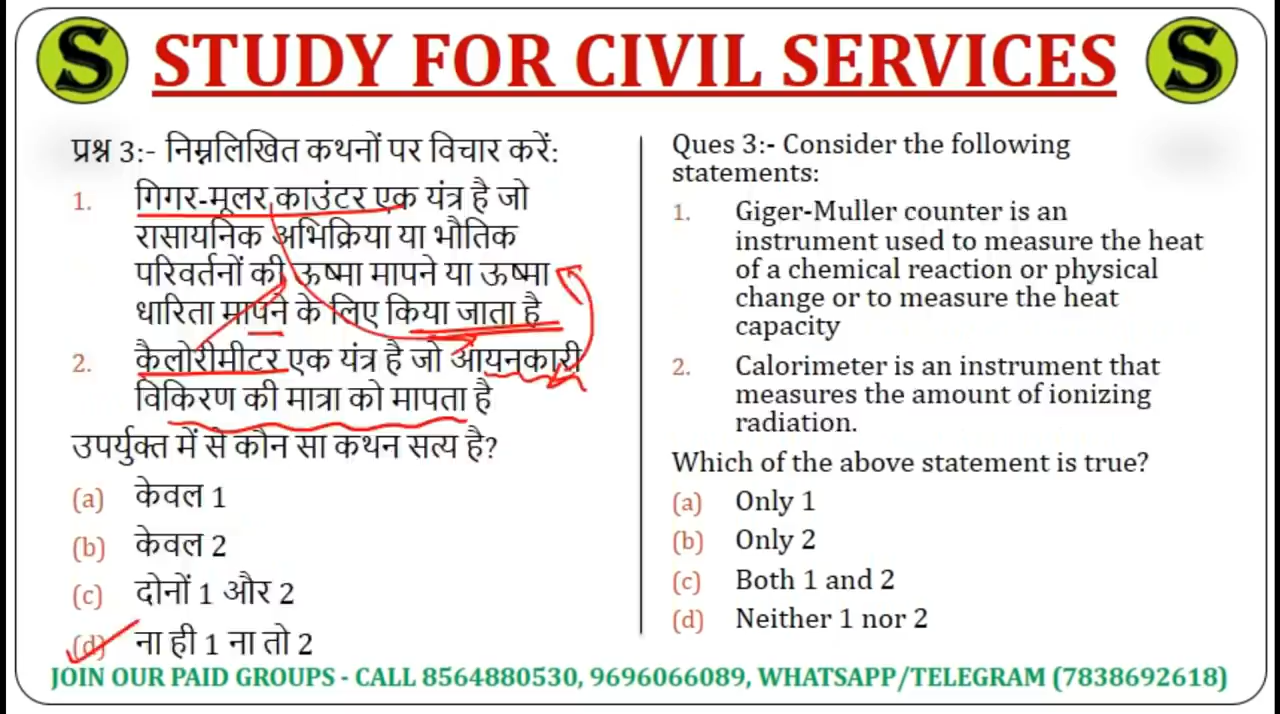 S STUDY FOR CIVIL SERVICES S
प्रश्न 3:- निम्नलिखित कथनों पर विचार करें:
1. गिगर-मूलर काउंटर एक यंत्र है जो
रासायनिक अभिक्रिया या भौतिक
परिवर्तनों की ऊष्मा मापने या ऊष्मा
धारिता मापने के लिए किया जाता है
2. कैलोरीमीटर एक यंत्र है जो आयनकारी
विकिरण की मात्रा को मापता है
उपर्युक्त में से कौन सा कथन सत्य है?
(a) केवल 1
(b) केवल 2
(c) दोनों 1 और 2
(d) ना ही 1 ना तो 2
Ques 3:- Consider the following
statements:
1. Giger-Muller counter is an
instrument used to measure the heat
of a chemical reaction or physical
change or to measure the heat
capacity
2. Calorimeter is an instrument that
measures the amount of ionizing
radiation.
Which of the above statement is true?
(a) Only 1
(b) Only 2
(c) Both 1 and 2
(d) Neither 1 nor 2
JOIN OUR PAID GROUPS - CALL 8564880530, 9696066089, WHATSAPP/TELEGRAM (7838692618)